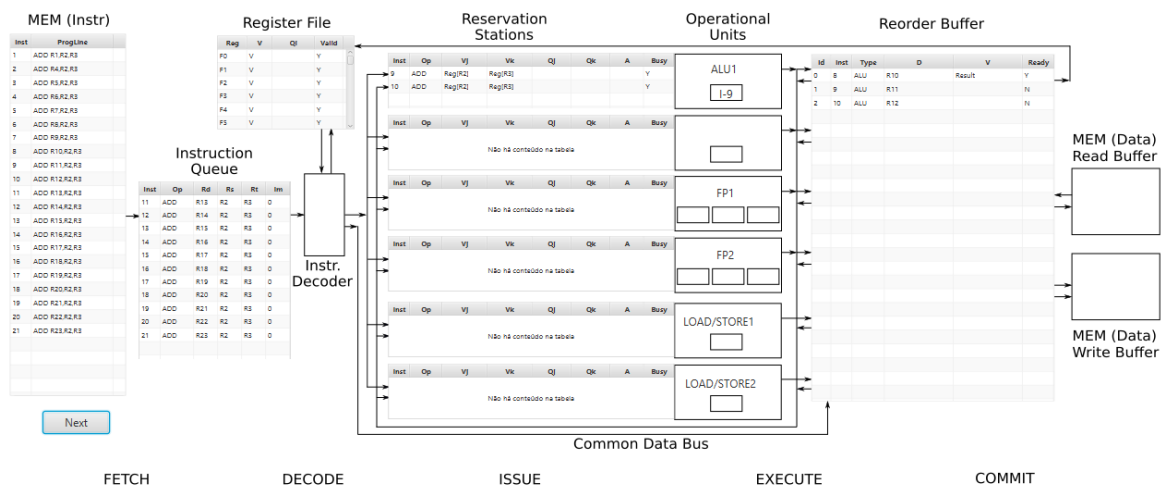 MEM (Instr)
Inst ProgLine
1 ADD R1,R2,R3
2 ADD R4,R2,R3
3 ADD R5,R2,R3
4 ADD R6,R2,R3
5 ADD R7,R2,R3
6 ADD R8,R2,R3
7 ADD R9,R2,R3
8 ADD R10,R2,R3
9 ADD R11,R2,R3
10 ADD R12,R2,R3
11 ADD R13,R2,R3
12 ADD R14,R2,R3
13 ADD R15,R2,R3
14 ADD R16,R2,R3
15 ADD R17,R2,R3
16 ADD R18,R2,R3
17 ADD R19,R2,R3
18 ADD R20,R2,R3
19 ADD R21,R2,R3
20 ADD R22,R2,R3
21 ADD R23,R2,R3
Next
Register File
Reg V Qi Valid
F0 V Y
F1 V Y
F2 V Y
F3 V Y
F4 V Y
F5 V Y
Instruction
Queue
Inst Op Rd Rs Rt Im
11 ADD R13 R2 R3 0
12 ADD R14 R2 R3 0
13 ADD R15 R2 R3 0
14 ADD R16 R2 R3 0
15 ADD R17 R2 R3 0
16 ADD R18 R2 R3 0
17 ADD R19 R2 R3 0
18 ADD R20 R2 R3 0
19 ADD R21 R2 R3 0
20 ADD R22 R2 R3 0
21 ADD R23 R2 R3 0
Instr.
Decoder
Reservation
Stations
Inst Op Vj Vk Qj Qk A Busy
9 ADD Reg[R2] Reg[R3] Y
10 ADD Reg[R2] Reg[R3] Y
Inst Op Vj Vk Qj Qk A Busy
Não há conteúdo na tabela
Inst Op Vj Vk Qj Qk A Busy
Não há conteúdo na tabela
Inst Op Vj Vk Qj Qk A Busy
Não há conteúdo na tabela
Inst Op Vj Vk Qj Qk A Busy
Não há conteúdo na tabela
Inst Op Vj Vk Qj Qk A Busy
Não há conteúdo na tabela
Operational
Units
ALU1
I-9
FP1
FP2
LOAD/STORE1
LOAD/STORE2
Common Data Bus
Reorder Buffer
Id Inst Type D V Ready
0 8 ALU R10 Result Y
1 9 ALU R11 N
2 10 ALU R12 N
MEM (Data)
Read Buffer
MEM (Data)
Write Buffer
FETCH DECODE ISSUE EXECUTE COMMIT